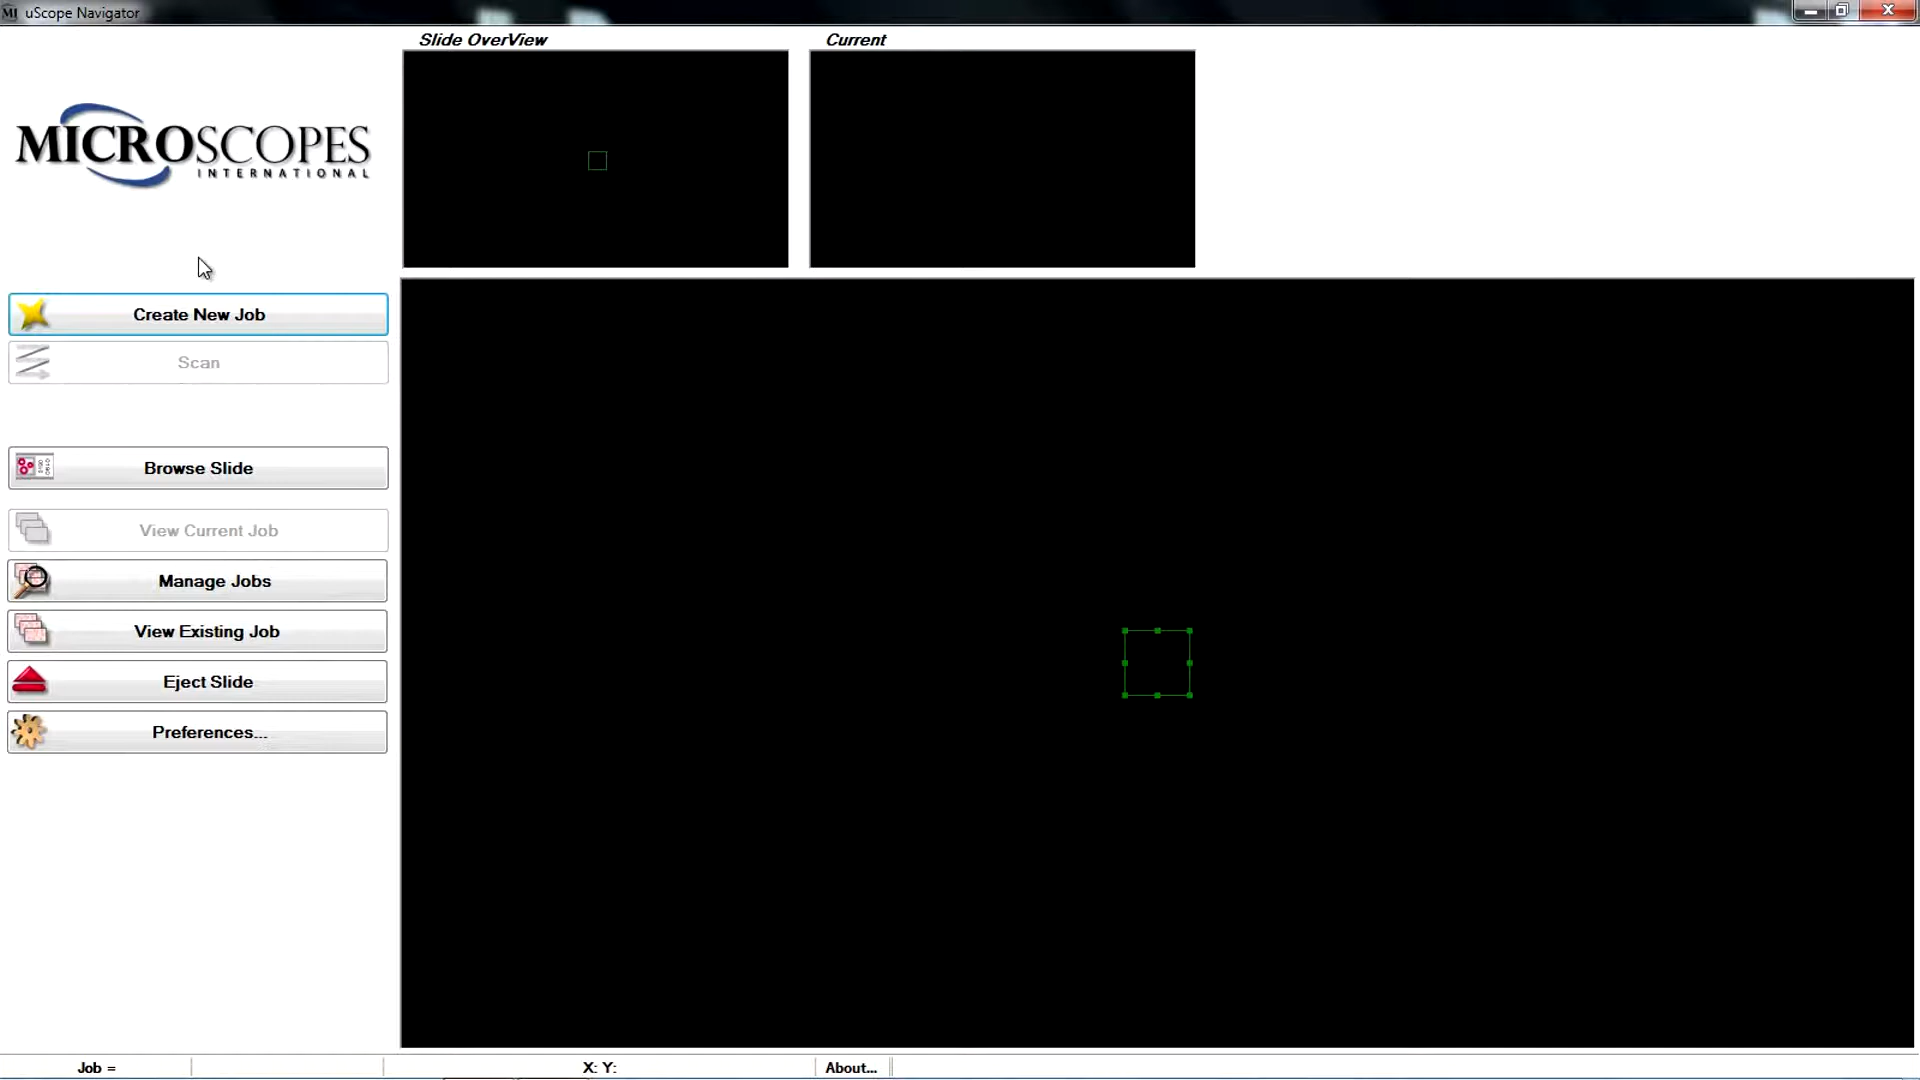 uScope Navigator
Slide OverView
Current
MICROSCOPES
INTERNATIONAL
Create New Job
Scan
Browse Slide
View Current Job
Manage Jobs
View Existing Job
Eject Slide
Preferences...
Job =
X: Y:
About...